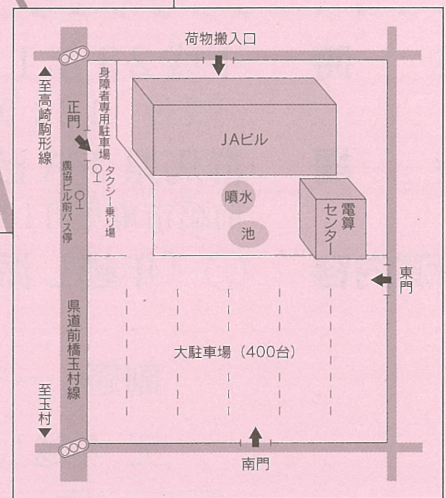 荷物搬入口
▲至高崎駒形線
正門
身障者専用駐車場
タクシー乗り場
農協ビル前バス停
JAビル
噴水
池
電算センター
東門
県道前橋玉村線
大駐車場(400台)
至玉村▼
南門